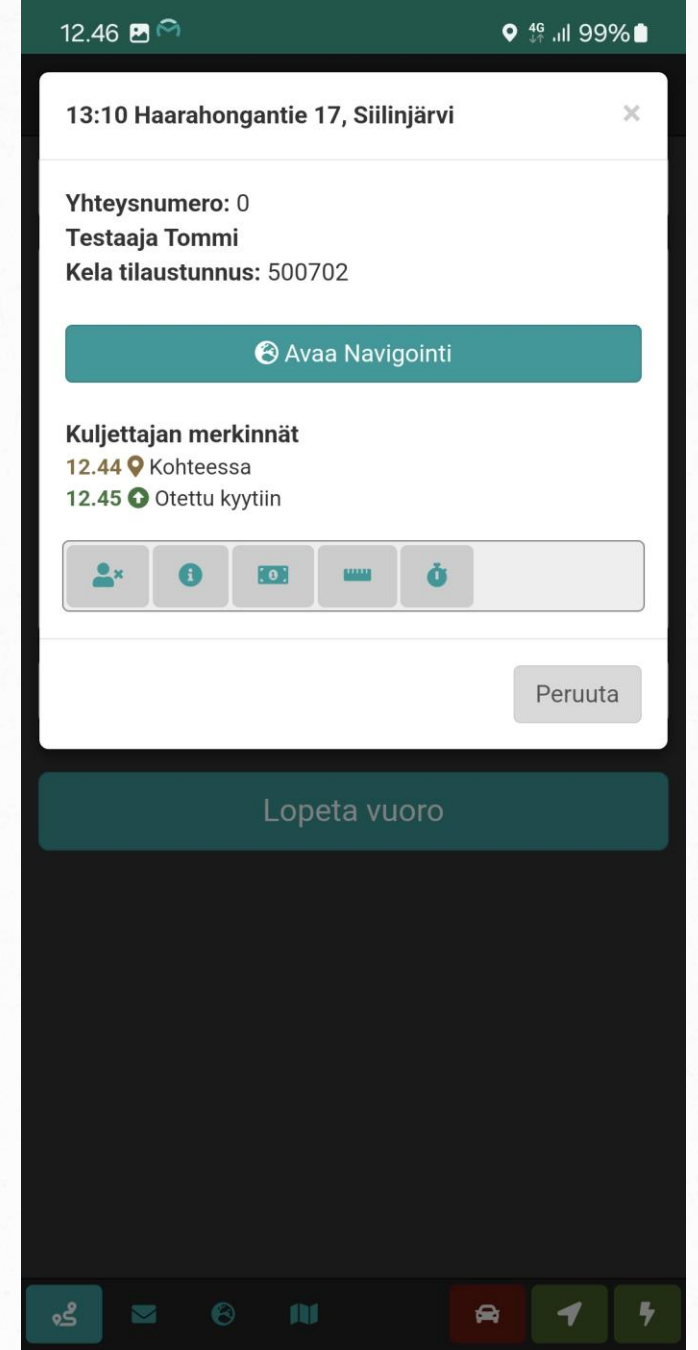 12.46 4G 99%
13:10 Haarahongantie 17, Siilinjärvi ×
Yhteysnumero: 0
Testaaja Tommi
Kela tilaustunnus: 500702
Avaa Navigointi
Kuljettajan merkinnät
12.44 Kohteessa
12.45 Otettu kyytiin
Peruuta
Lopeta vuoro